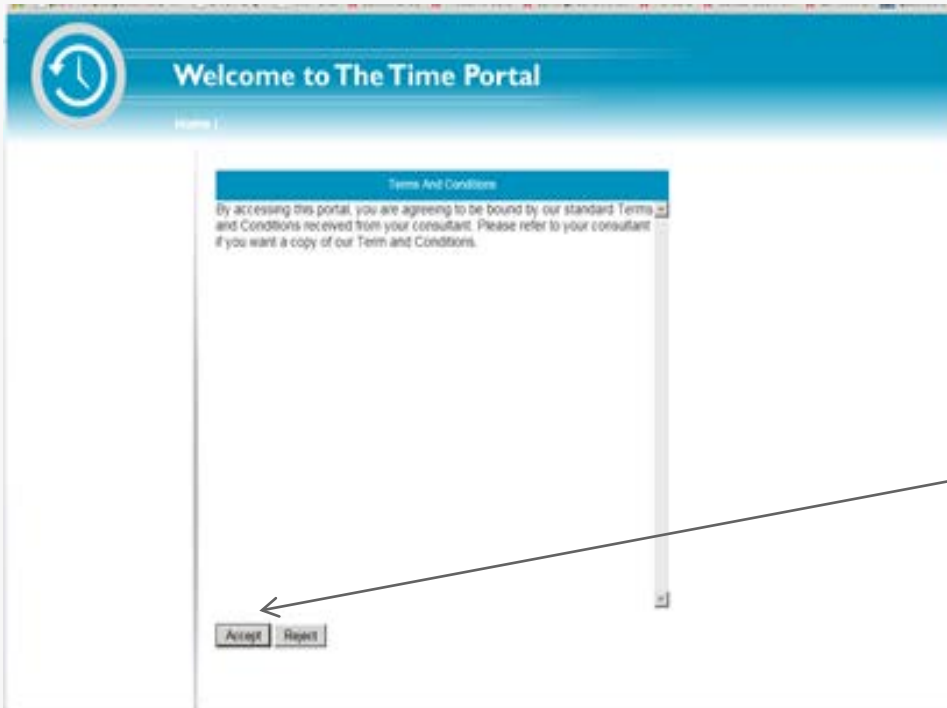 Welcome to The Time Portal
Home |
Terms And Conditions
By accessing this portal, you are agreeing to be bound by our standard Terms
and Conditions received from your consultant. Please refer to your consultant
if you want a copy of our Term and Conditions.
Accept Reject